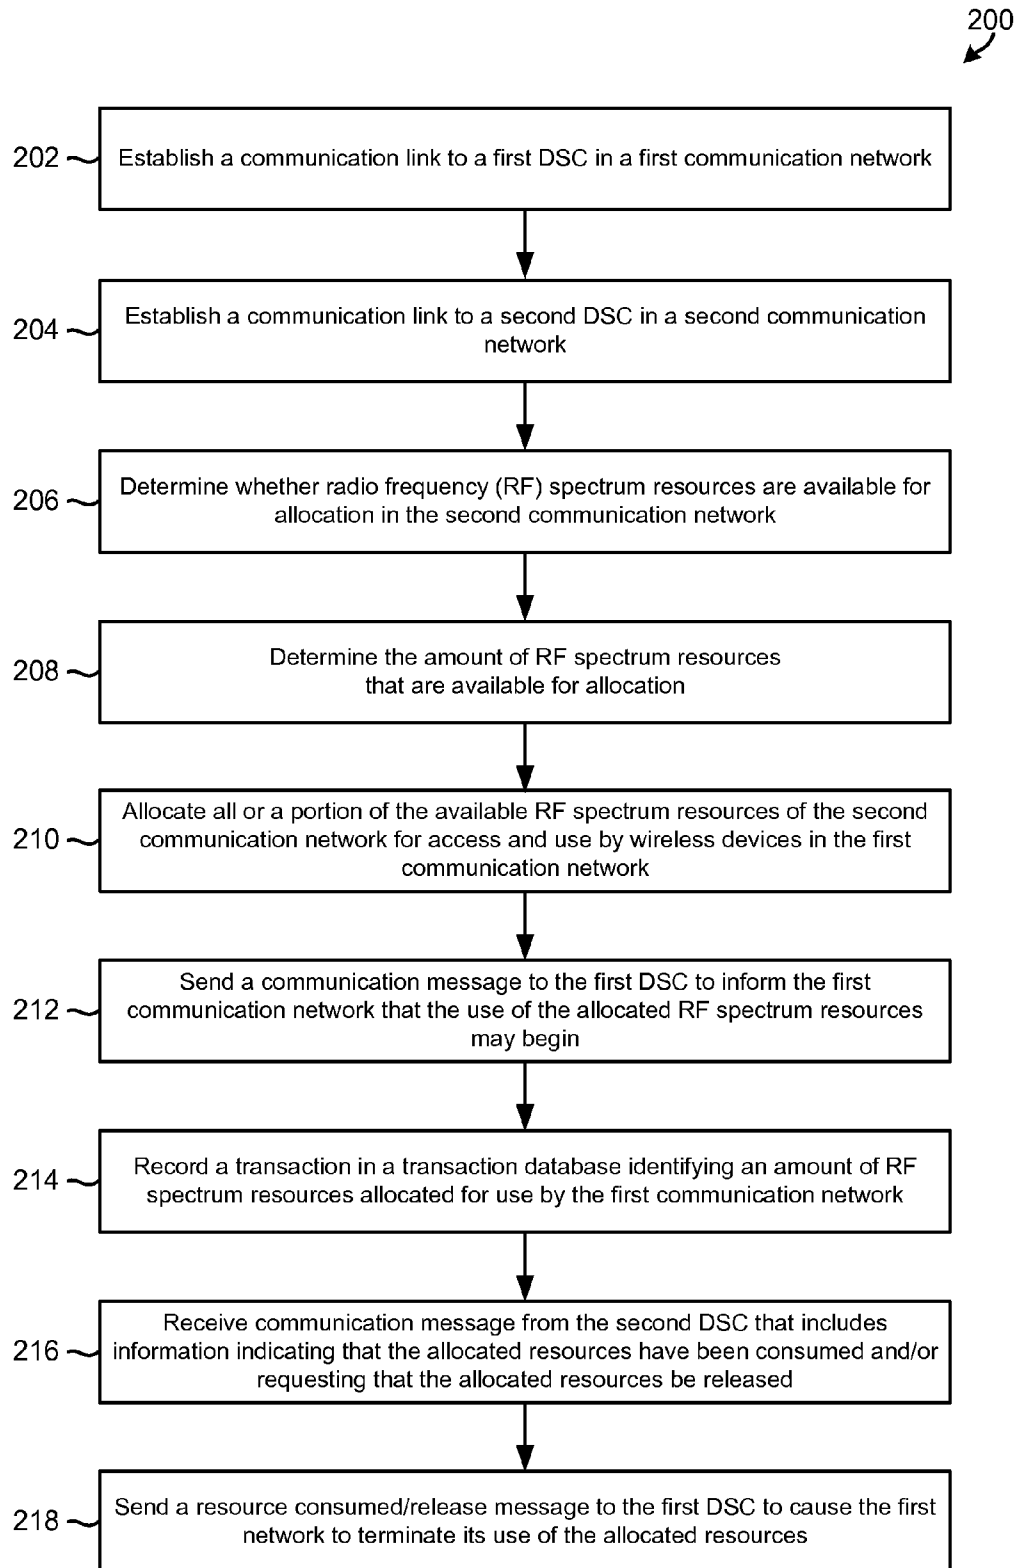 200
202
Establish a communication link to a first DSC in a first communication network
204
Establish a communication link to a second DSC in a second communication
network
206
Determine whether radio frequency (RF) spectrum resources are available for
allocation in the second communication network
208
Determine the amount of RF spectrum resources
that are available for allocation
210
Allocate all or a portion of the available RF spectrum resources of the second
communication network for access and use by wireless devices in the first
communication network
212
Send a communication message to the first DSC to inform the first
communication network that the use of the allocated RF spectrum resources
may begin
214
Record a transaction in a transaction database identifying an amount of RF
spectrum resources allocated for use by the first communication network
216
Receive communication message from the second DSC that includes
information indicating that the allocated resources have been consumed and/or
requesting that the allocated resources be released
218
Send a resource consumed/release message to the first DSC to cause the first
network to terminate its use of the allocated resources